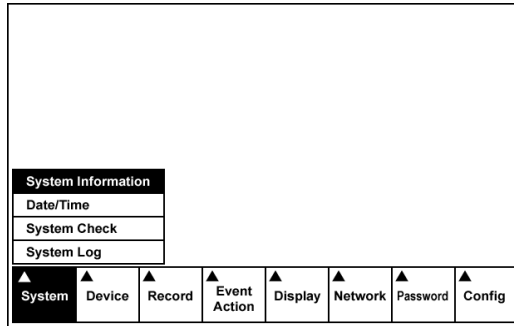 System Information
Date/Time
System Check
System Log
System Device Record Event Action Display Network Password Config